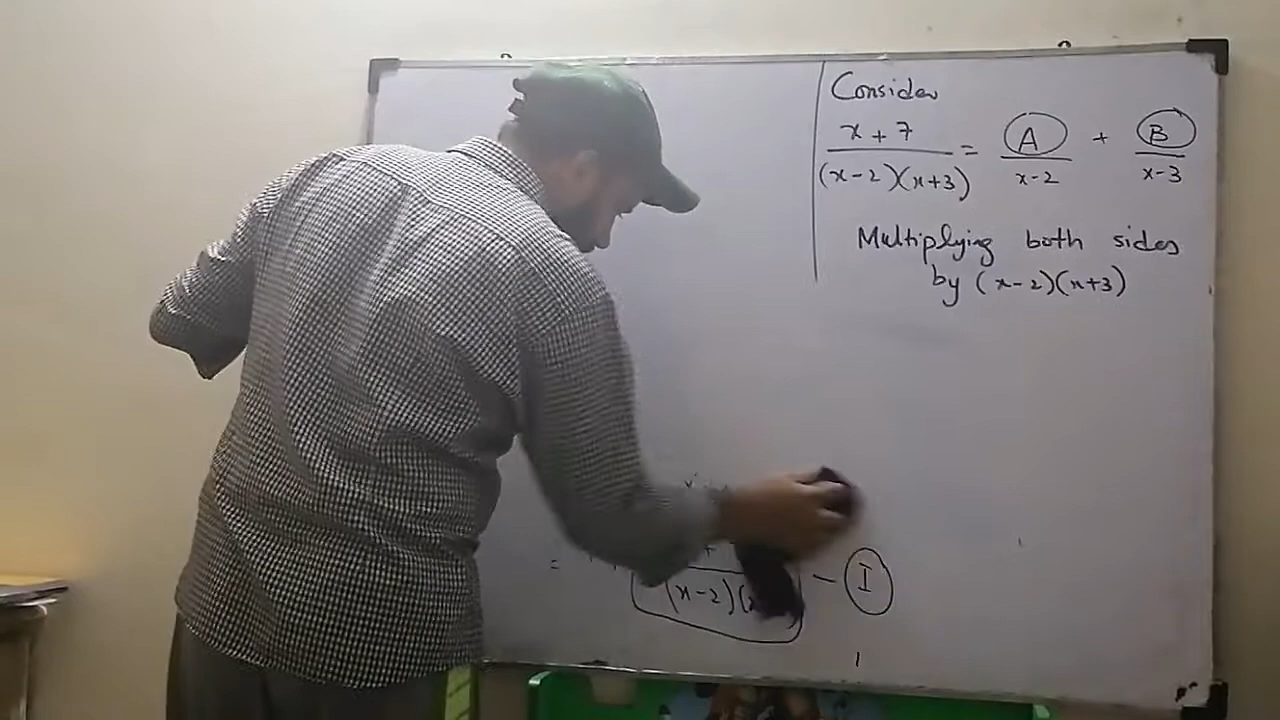 Consider
x + 7 / (x-2)(x+3) = A / x-2 + B / x-3
Multiplying both sides
by (x-2)(x+3)
=
(x-2)( - I